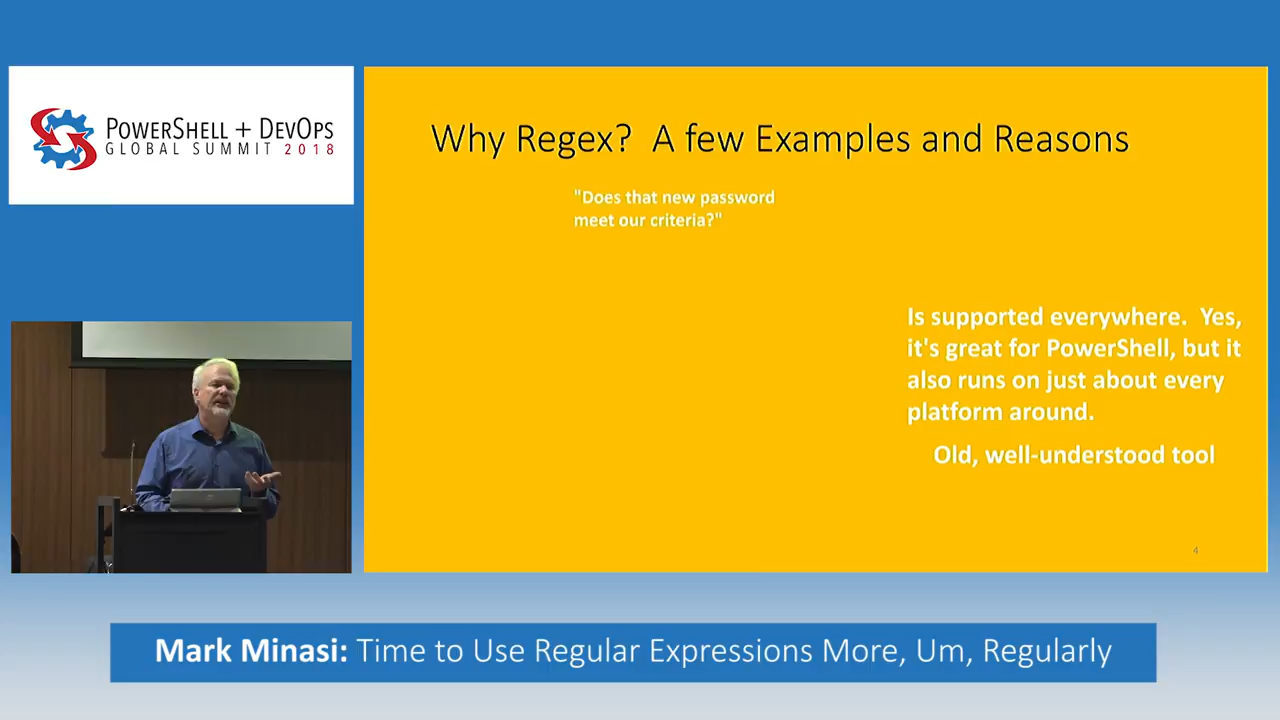 POWERSHELL + DEVOPS
GLOBAL SUMMIT 2018
Why Regex?  A few Examples and Reasons
"Does that new password
meet our criteria?"
Is supported everywhere.  Yes,
it's great for PowerShell, but it
also runs on just about every
platform around.
Old, well-understood tool
4
Mark Minasi: Time to Use Regular Expressions More, Um, Regularly